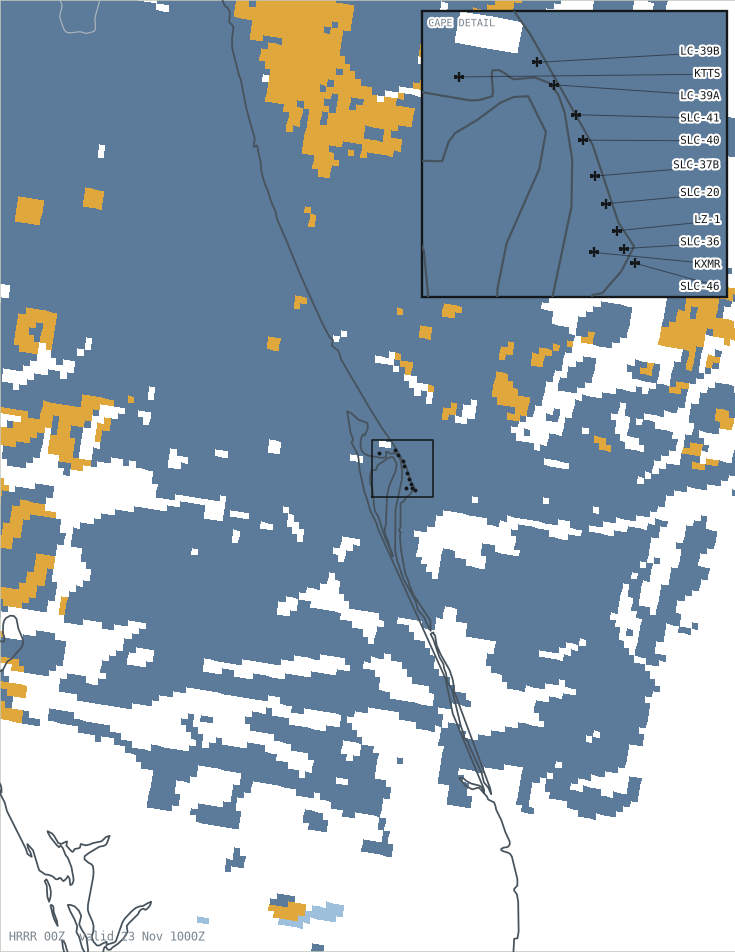 CAPE DETAIL
LC-39B
KTTS
LC-39A
SLC-41
SLC-40
SLC-37B
SLC-20
LZ-1
SLC-36
KXMR
SLC-46
HRRR 00Z  valid 23 Nov 1000Z